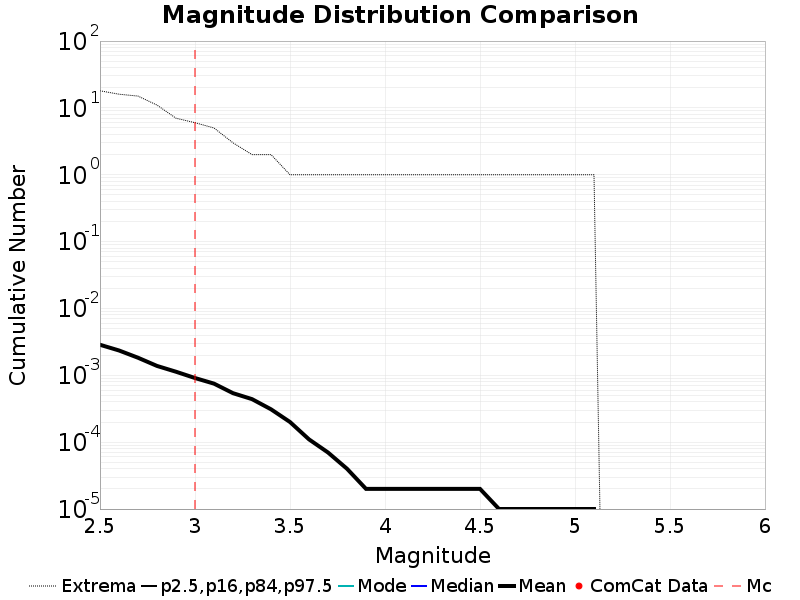 Magnitude Distribution Comparison
Cumulative Number
10^2
10^1
10^0
10^-1
10^-2
10^-3
10^-4
10^-5
2.5 3 3.5 4 4.5 5 5.5 6
Magnitude
Extrema p2.5,p16,p84,p97.5 Mode Median Mean ComCat Data Mc